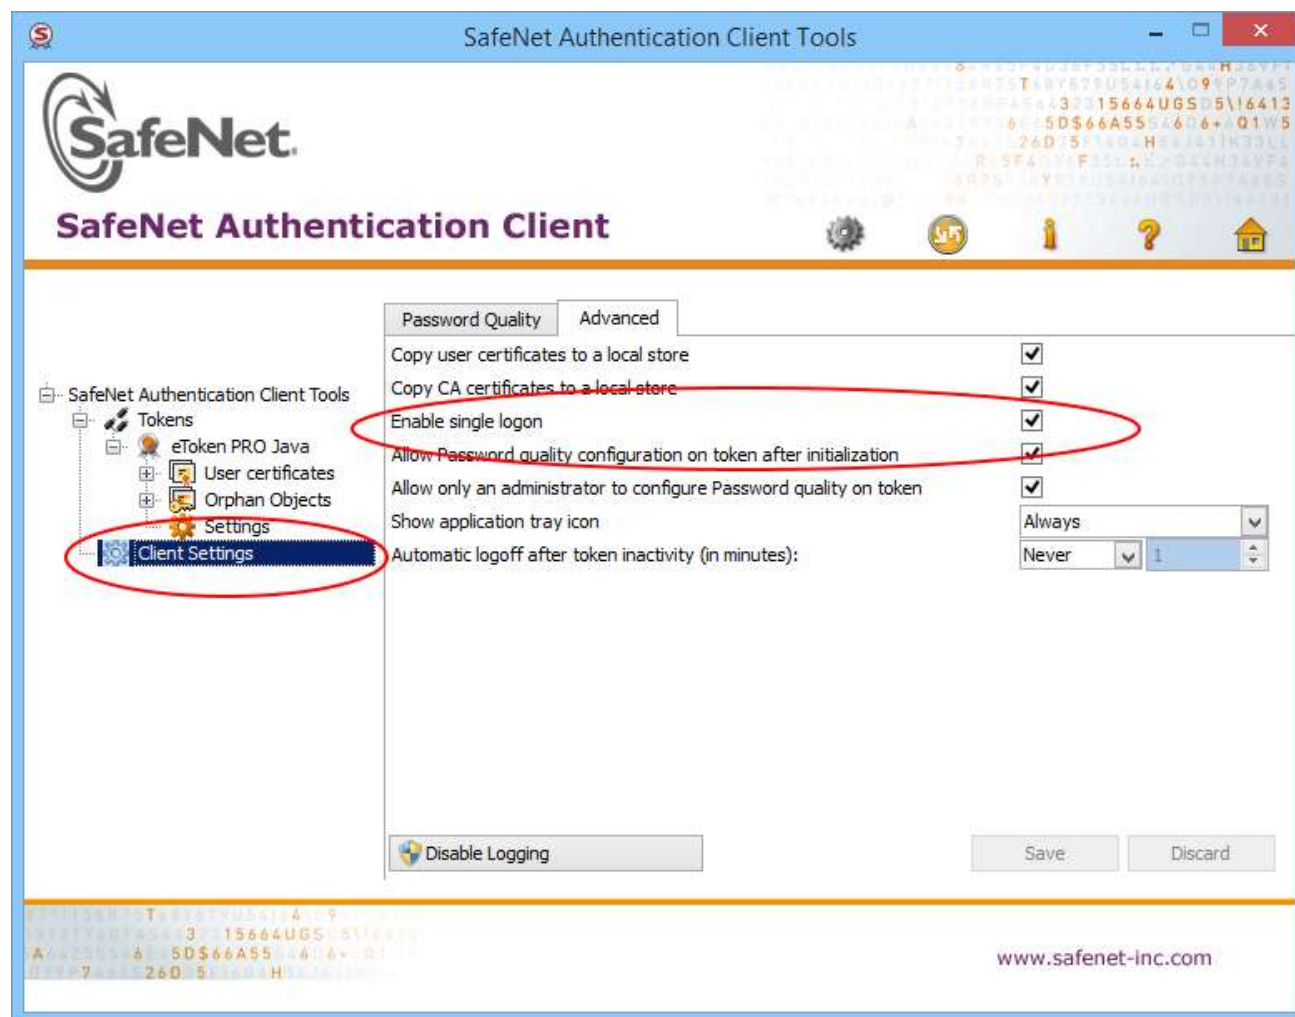 SafeNet Authentication Client Tools
SafeNet.
SafeNet Authentication Client
Password Quality
Advanced
Copy user certificates to a local store
Copy CA certificates to a local store
Enable single logon
Allow Password quality configuration on token after initialization
Allow only an administrator to configure Password quality on token
Show application tray icon
Always
Automatic logoff after token inactivity (in minutes):
Never
1
SafeNet Authentication Client Tools
Tokens
eToken PRO Java
User certificates
Orphan Objects
Settings
Client Settings
Disable Logging
Save
Discard
www.safenet-inc.com